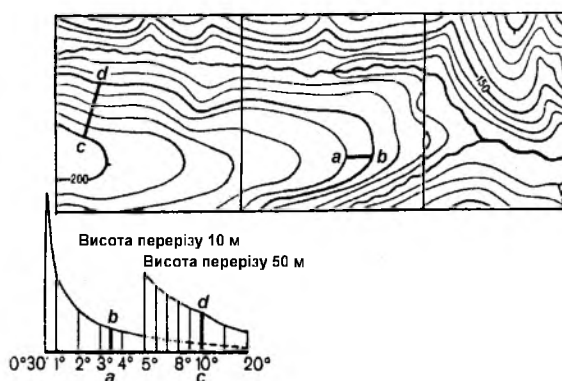 d
c
a b
200
150
Висота перерізу 10 м
Висота перерізу 50 м
b d
0°30' 1° 2° 3° 4° 5° 8° 10° 20°
a c